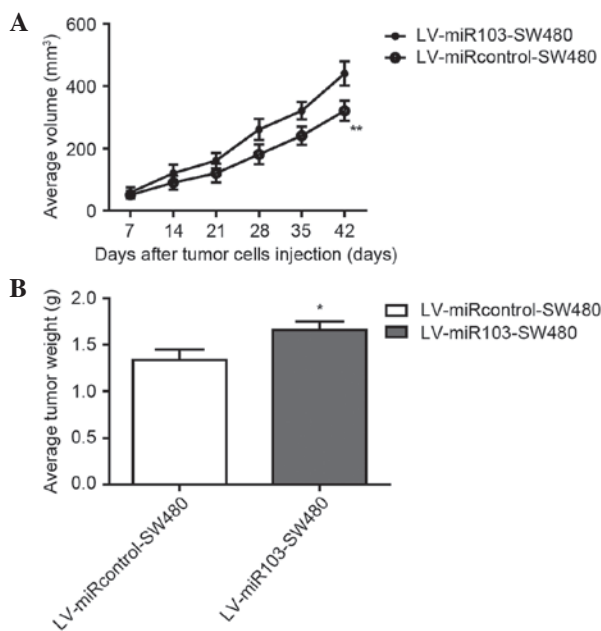 A
Average volume (mm³)
600
400
200
0
7 14 21 28 35 42
Days after tumor cells injection (days)
LV-miR103-SW480
LV-miRcontrol-SW480
**
B
Average tumor weight (g)
2.0
1.5
1.0
0.5
0.0
*
LV-miRcontrol-SW480
LV-miR103-SW480
LV-miRcontrol-SW480
LV-miR103-SW480